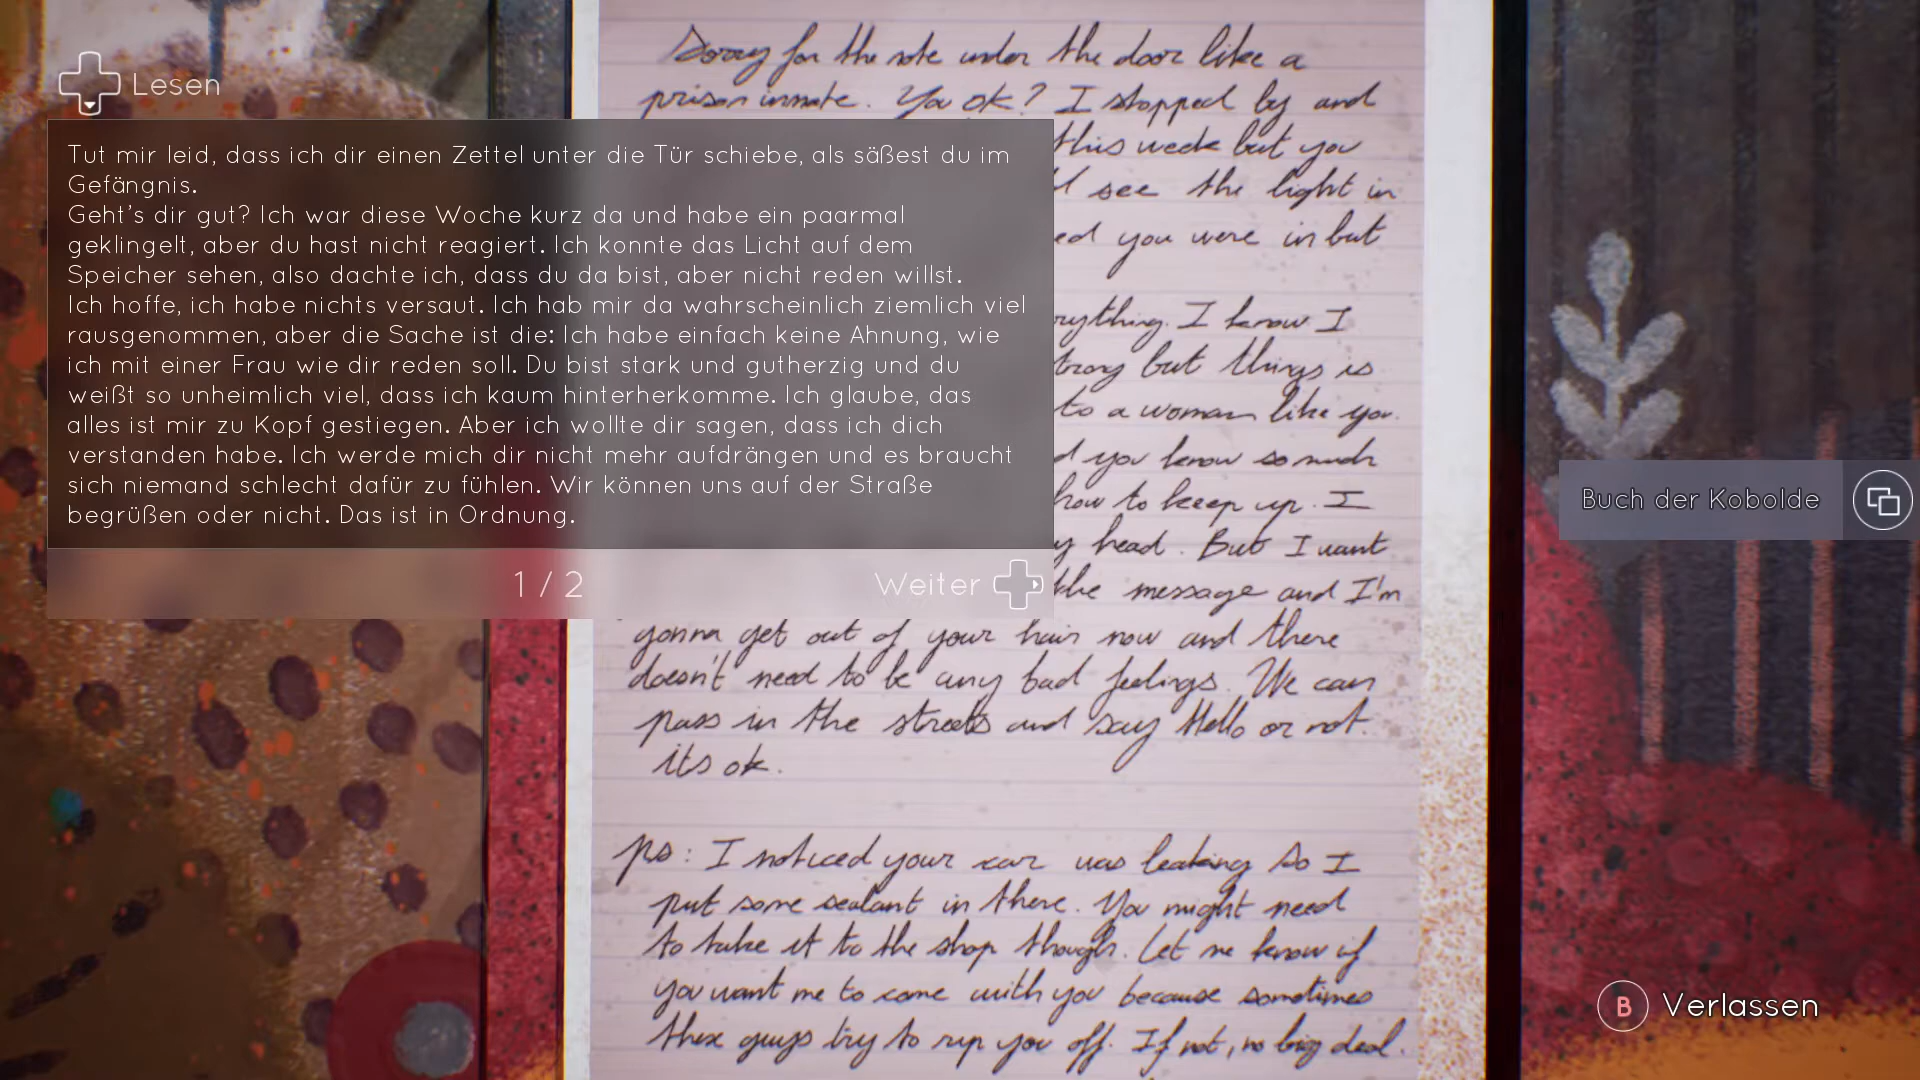 Lesen
Tut mir leid, dass ich dir einen Zettel unter die Tür schiebe, als säßest du im
Gefängnis.
Geht's dir gut? Ich war diese Woche kurz da und habe ein paarmal
geklingelt, aber du hast nicht reagiert. Ich konnte das Licht auf dem
Speicher sehen, also dachte ich, dass du da bist, aber nicht reden willst.
Ich hoffe, ich habe nichts versaut. Ich hab mir da wahrscheinlich ziemlich viel
rausgenommen, aber die Sache ist die: Ich habe einfach keine Ahnung, wie
ich mit einer Frau wie dir reden soll. Du bist stark und gutherzig und du
weißt so unheimlich viel, dass ich kaum hinterherkomme. Ich glaube, das
alles ist mir zu Kopf gestiegen. Aber ich wollte dir sagen, dass ich dich
verstanden habe. Ich werde mich dir nicht mehr aufdrängen und es braucht
sich niemand schlecht dafür zu fühlen. Wir können uns auf der Straße
begrüßen oder nicht. Das ist in Ordnung.
1 / 2
Weiter
Sorry for the note under the door like a
prison inmate. You ok? I stopped by and
this week but you
see the light in
you were in but
I know I
but things is
to a woman like you.
you know so much
how to keep up. I
head. But I want
the message and I'm
gonna get out of your hair now and there
doesn't need to be any bad feelings. We can
pass in the streets and say Hello or not.
its ok.
ps: I noticed your car was leaking so I
put some sealant in there. You might need
to take it to the shop though. Let me know if
you want me to come with you because sometimes
these guys try to rip you off. If not, no big deal.
Buch der Kobolde
B Verlassen